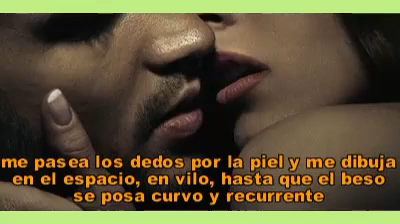 me pasea los dedos por la piel y me dibuja
en el espacio, en vilo, hasta que el beso
se posa curvo y recurrente